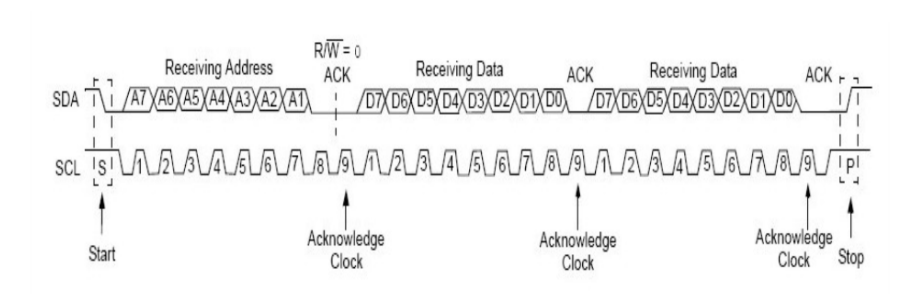 R/W = 0
Receiving Address ACK Receiving Data ACK Receiving Data ACK
SDA A7 A6 A5 A4 A3 A2 A1 D7 D6 D5 D4 D3 D2 D1 D0 D7 D6 D5 D4 D3 D2 D1 D0
SCL S 1 2 3 4 5 6 7 8 9 1 2 3 4 5 6 7 8 9 1 2 3 4 5 6 7 8 9 P
Start Acknowledge Acknowledge Acknowledge Stop
Clock Clock Clock